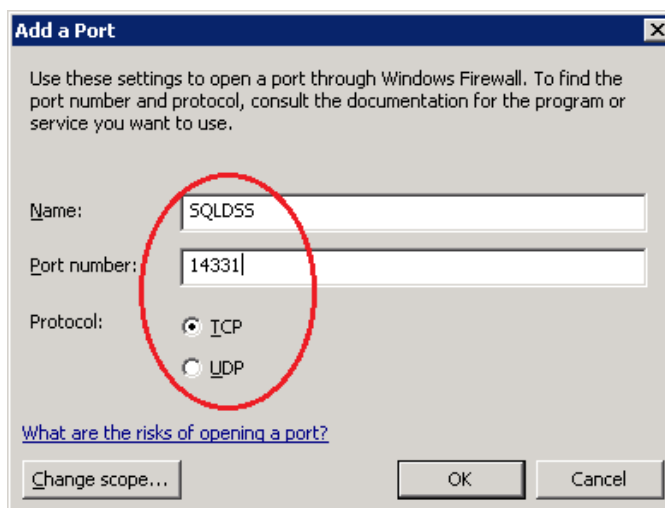 Add a Port
Use these settings to open a port through Windows Firewall. To find the
port number and protocol, consult the documentation for the program or
service you want to use.
Name: SQLDSS
Port number: 14331
Protocol: TCP
UDP
What are the risks of opening a port?
Change scope... OK Cancel